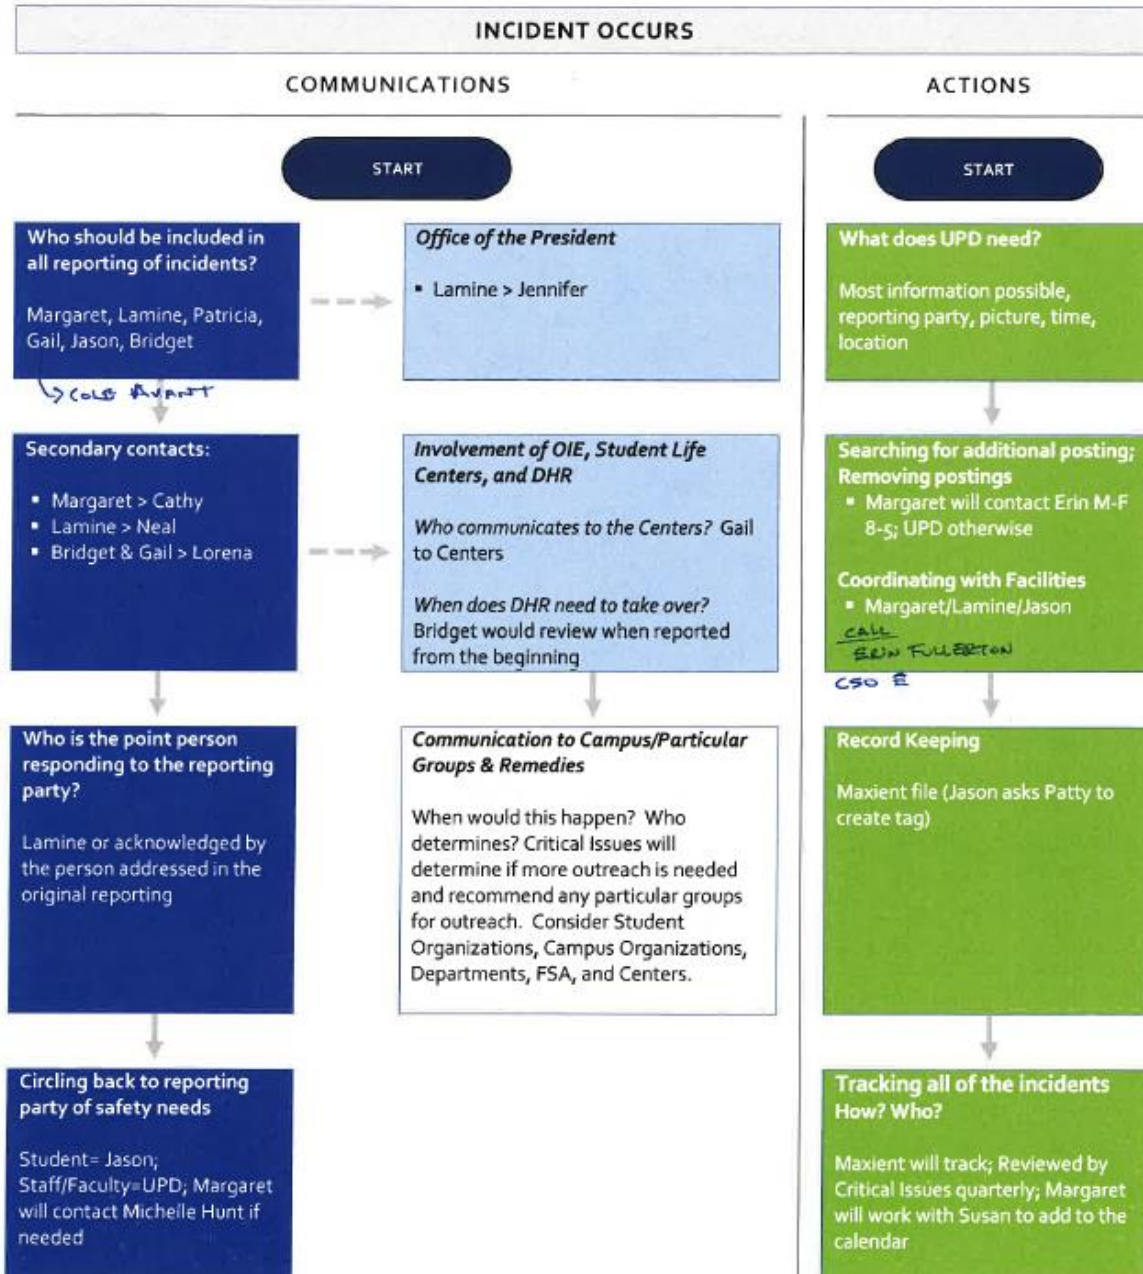 INCIDENT OCCURS
COMMUNICATIONS
START
Who should be included in
all reporting of incidents?
Margaret, Lamine, Patricia,
Gail, Jason, Bridget
COLE AVANT
Office of the President
▪ Lamine > Jennifer
Secondary contacts:
▪ Margaret > Cathy
▪ Lamine > Neal
▪ Bridget & Gail > Lorena
Involvement of OIE, Student Life
Centers, and DHR
Who communicates to the Centers? Gail
to Centers
When does DHR need to take over?
Bridget would review when reported
from the beginning
Who is the point person
responding to the reporting
party?
Lamine or acknowledged by
the person addressed in the
original reporting
Communication to Campus/Particular
Groups & Remedies
When would this happen? Who
determines? Critical Issues will
determine if more outreach is needed
and recommend any particular groups
for outreach. Consider Student
Organizations, Campus Organizations,
Departments, FSA, and Centers.
Circling back to reporting
party of safety needs
Student= Jason;
Staff/Faculty=UPD; Margaret
will contact Michelle Hunt if
needed
ACTIONS
START
What does UPD need?
Most information possible,
reporting party, picture, time,
location
Searching for additional posting;
Removing postings
▪ Margaret will contact Erin M-F
8-5; UPD otherwise
Coordinating with Facilities
▪ Margaret/Lamine/Jason
CALL
ERIN FULLERTON
CSO E
Record Keeping
Maxient file (Jason asks Patty to
create tag)
Tracking all of the incidents
How? Who?
Maxient will track; Reviewed by
Critical Issues quarterly; Margaret
will work with Susan to add to the
calendar